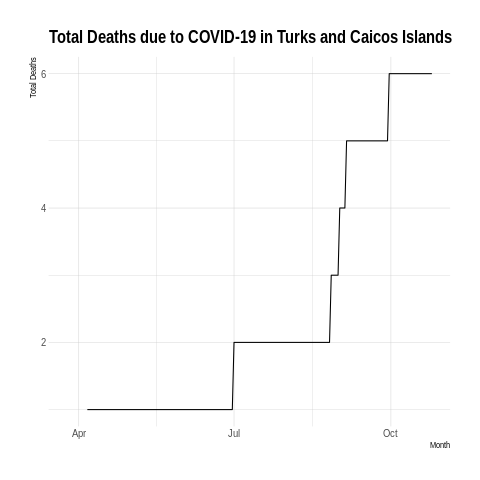 Total Deaths due to COVID-19 in Turks and Caicos Islands
Total Deaths
6
4
2
Apr Jul Oct
Month